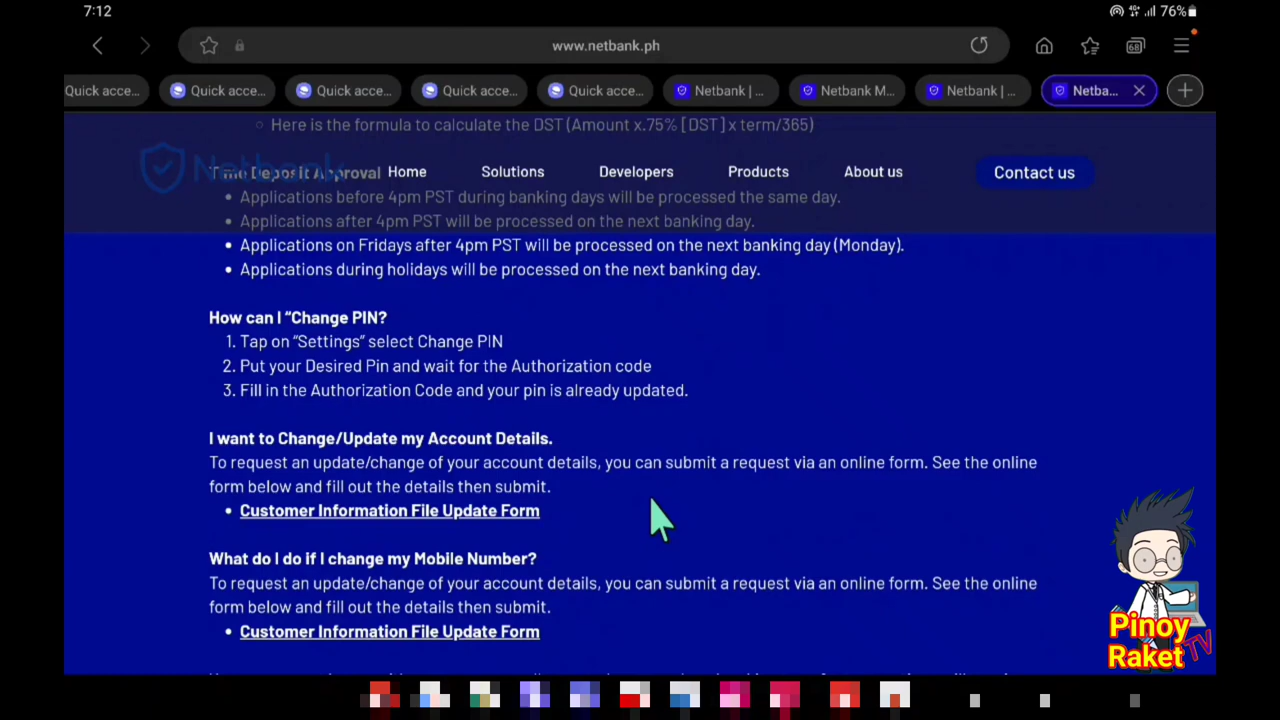 7:12
76%
www.netbank.ph
68
Quick acce...
Quick acce...
Quick acce...
Quick acce...
Quick acce...
Netbank | ...
Netbank M...
Netbank | ...
Netba...
Here is the formula to calculate the DST (Amount x.75% [DST] x term/365)
Netbank
Home
Solutions
Developers
Products
About us
Contact us
Time Deposit Approval
• Applications before 4pm PST during banking days will be processed the same day.
• Applications after 4pm PST will be processed on the next banking day.
• Applications on Fridays after 4pm PST will be processed on the next banking day (Monday).
• Applications during holidays will be processed on the next banking day.
How can I “Change PIN?
1. Tap on “Settings” select Change PIN
2. Put your Desired Pin and wait for the Authorization code
3. Fill in the Authorization Code and your pin is already updated.
I want to Change/Update my Account Details.
To request an update/change of your account details, you can submit a request via an online form. See the online
form below and fill out the details then submit.
• Customer Information File Update Form
What do I do if I change my Mobile Number?
To request an update/change of your account details, you can submit a request via an online form. See the online
form below and fill out the details then submit.
• Customer Information File Update Form
Pinoy
Raket TV